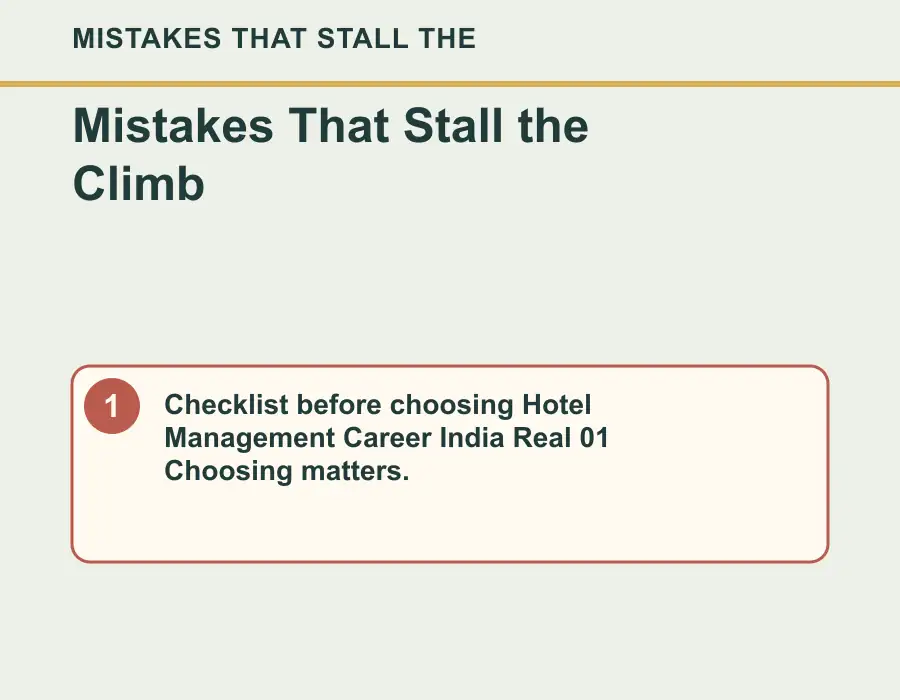 MISTAKES THAT STALL THE
Mistakes That Stall the
Climb
1
Checklist before choosing Hotel
Management Career India Real 01
Choosing matters.